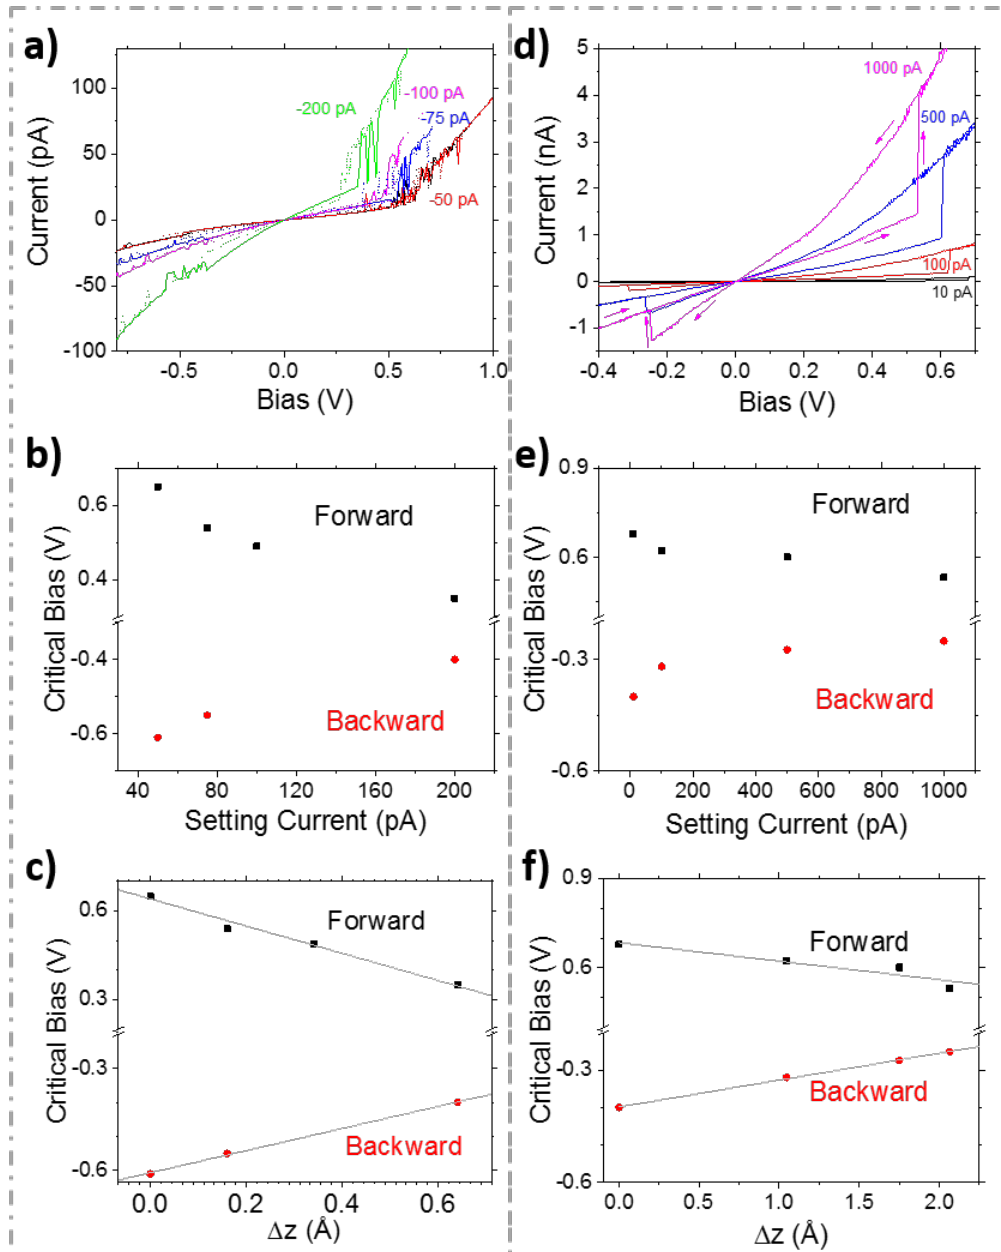 a)
Current (pA)
100
50
0
-50
-100
-200 pA
-100 pA
-75 pA
-50 pA
-0.5
0.0
0.5
1.0
Bias (V)
b)
Critical Bias (V)
0.6
0.4
-0.4
-0.6
Forward
Backward
40
80
120
160
200
Setting Current (pA)
c)
Critical Bias (V)
0.6
0.3
-0.3
-0.6
Forward
Backward
0.0
0.2
0.4
0.6
Δz (Å)
d)
Current (nA)
5
4
3
2
1
0
-1
1000 pA
500 pA
100 pA
10 pA
-0.4
-0.2
0.0
0.2
0.4
0.6
Bias (V)
e)
Critical Bias (V)
0.9
0.6
-0.3
-0.6
Forward
Backward
0
200
400
600
800
1000
Setting Current (pA)
f)
Critical Bias (V)
0.9
0.6
-0.3
-0.6
Forward
Backward
0.0
0.5
1.0
1.5
2.0
Δz (Å)